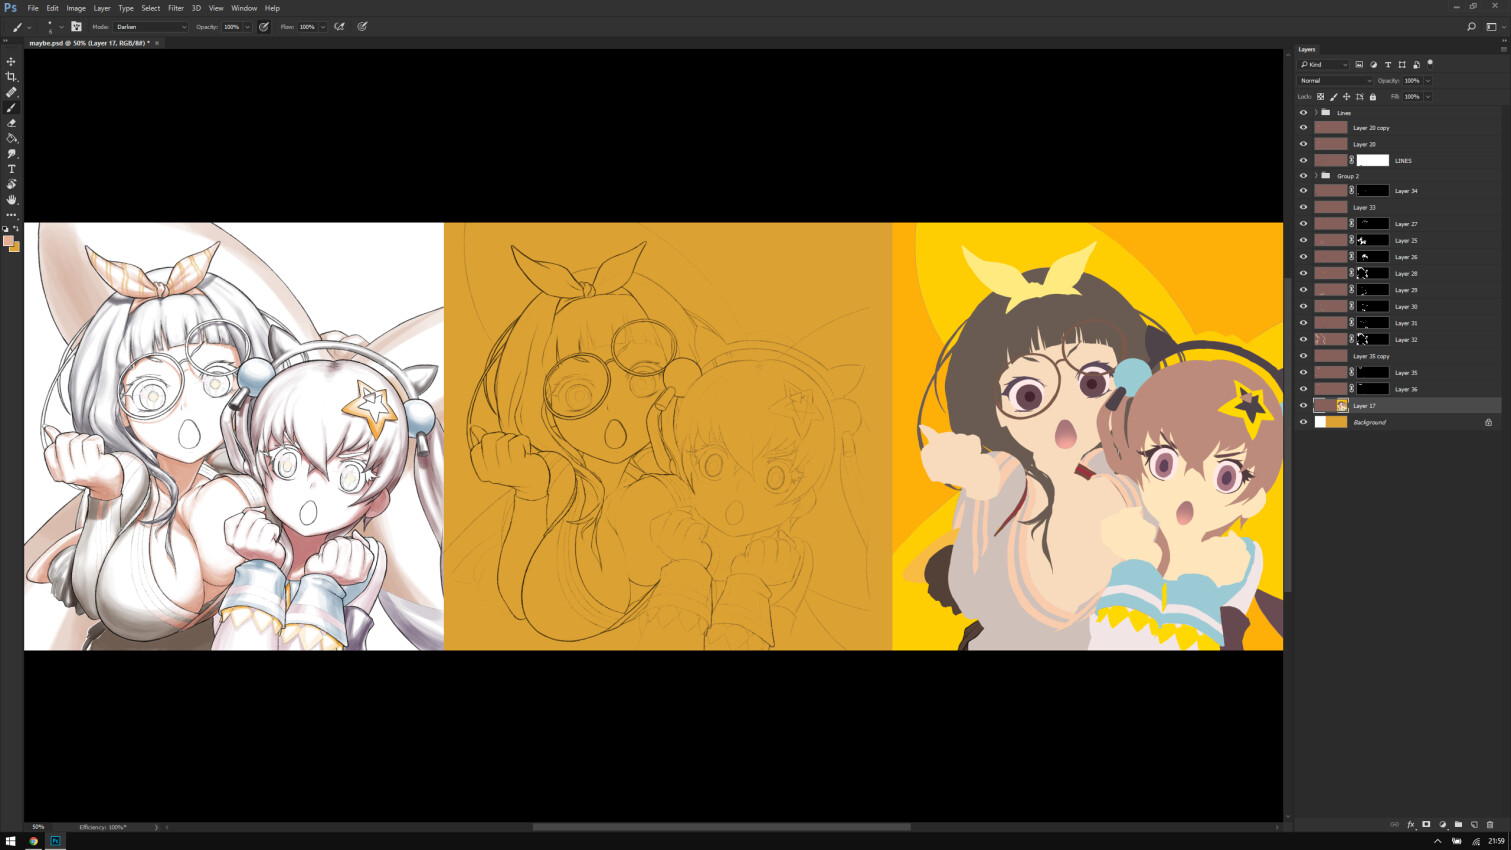 Ps File Edit Image Layer Type Select Filter 3D View Window Help
6 Mode: Darken Opacity: 100% Flow: 100%
maybe.psd @ 50% (Layer 17, RGB/8#) * ×
Layers
Kind
Normal Opacity: 100%
Lock: Fill: 100%
Lines
Layer 20 copy
Layer 20
LINES
Group 2
Layer 34
Layer 33
Layer 27
Layer 25
Layer 26
Layer 28
Layer 29
Layer 30
Layer 31
Layer 32
Layer 35 copy
Layer 35
Layer 36
Layer 17
Background
50% Efficiency: 100%*
fx
Ps 21:59